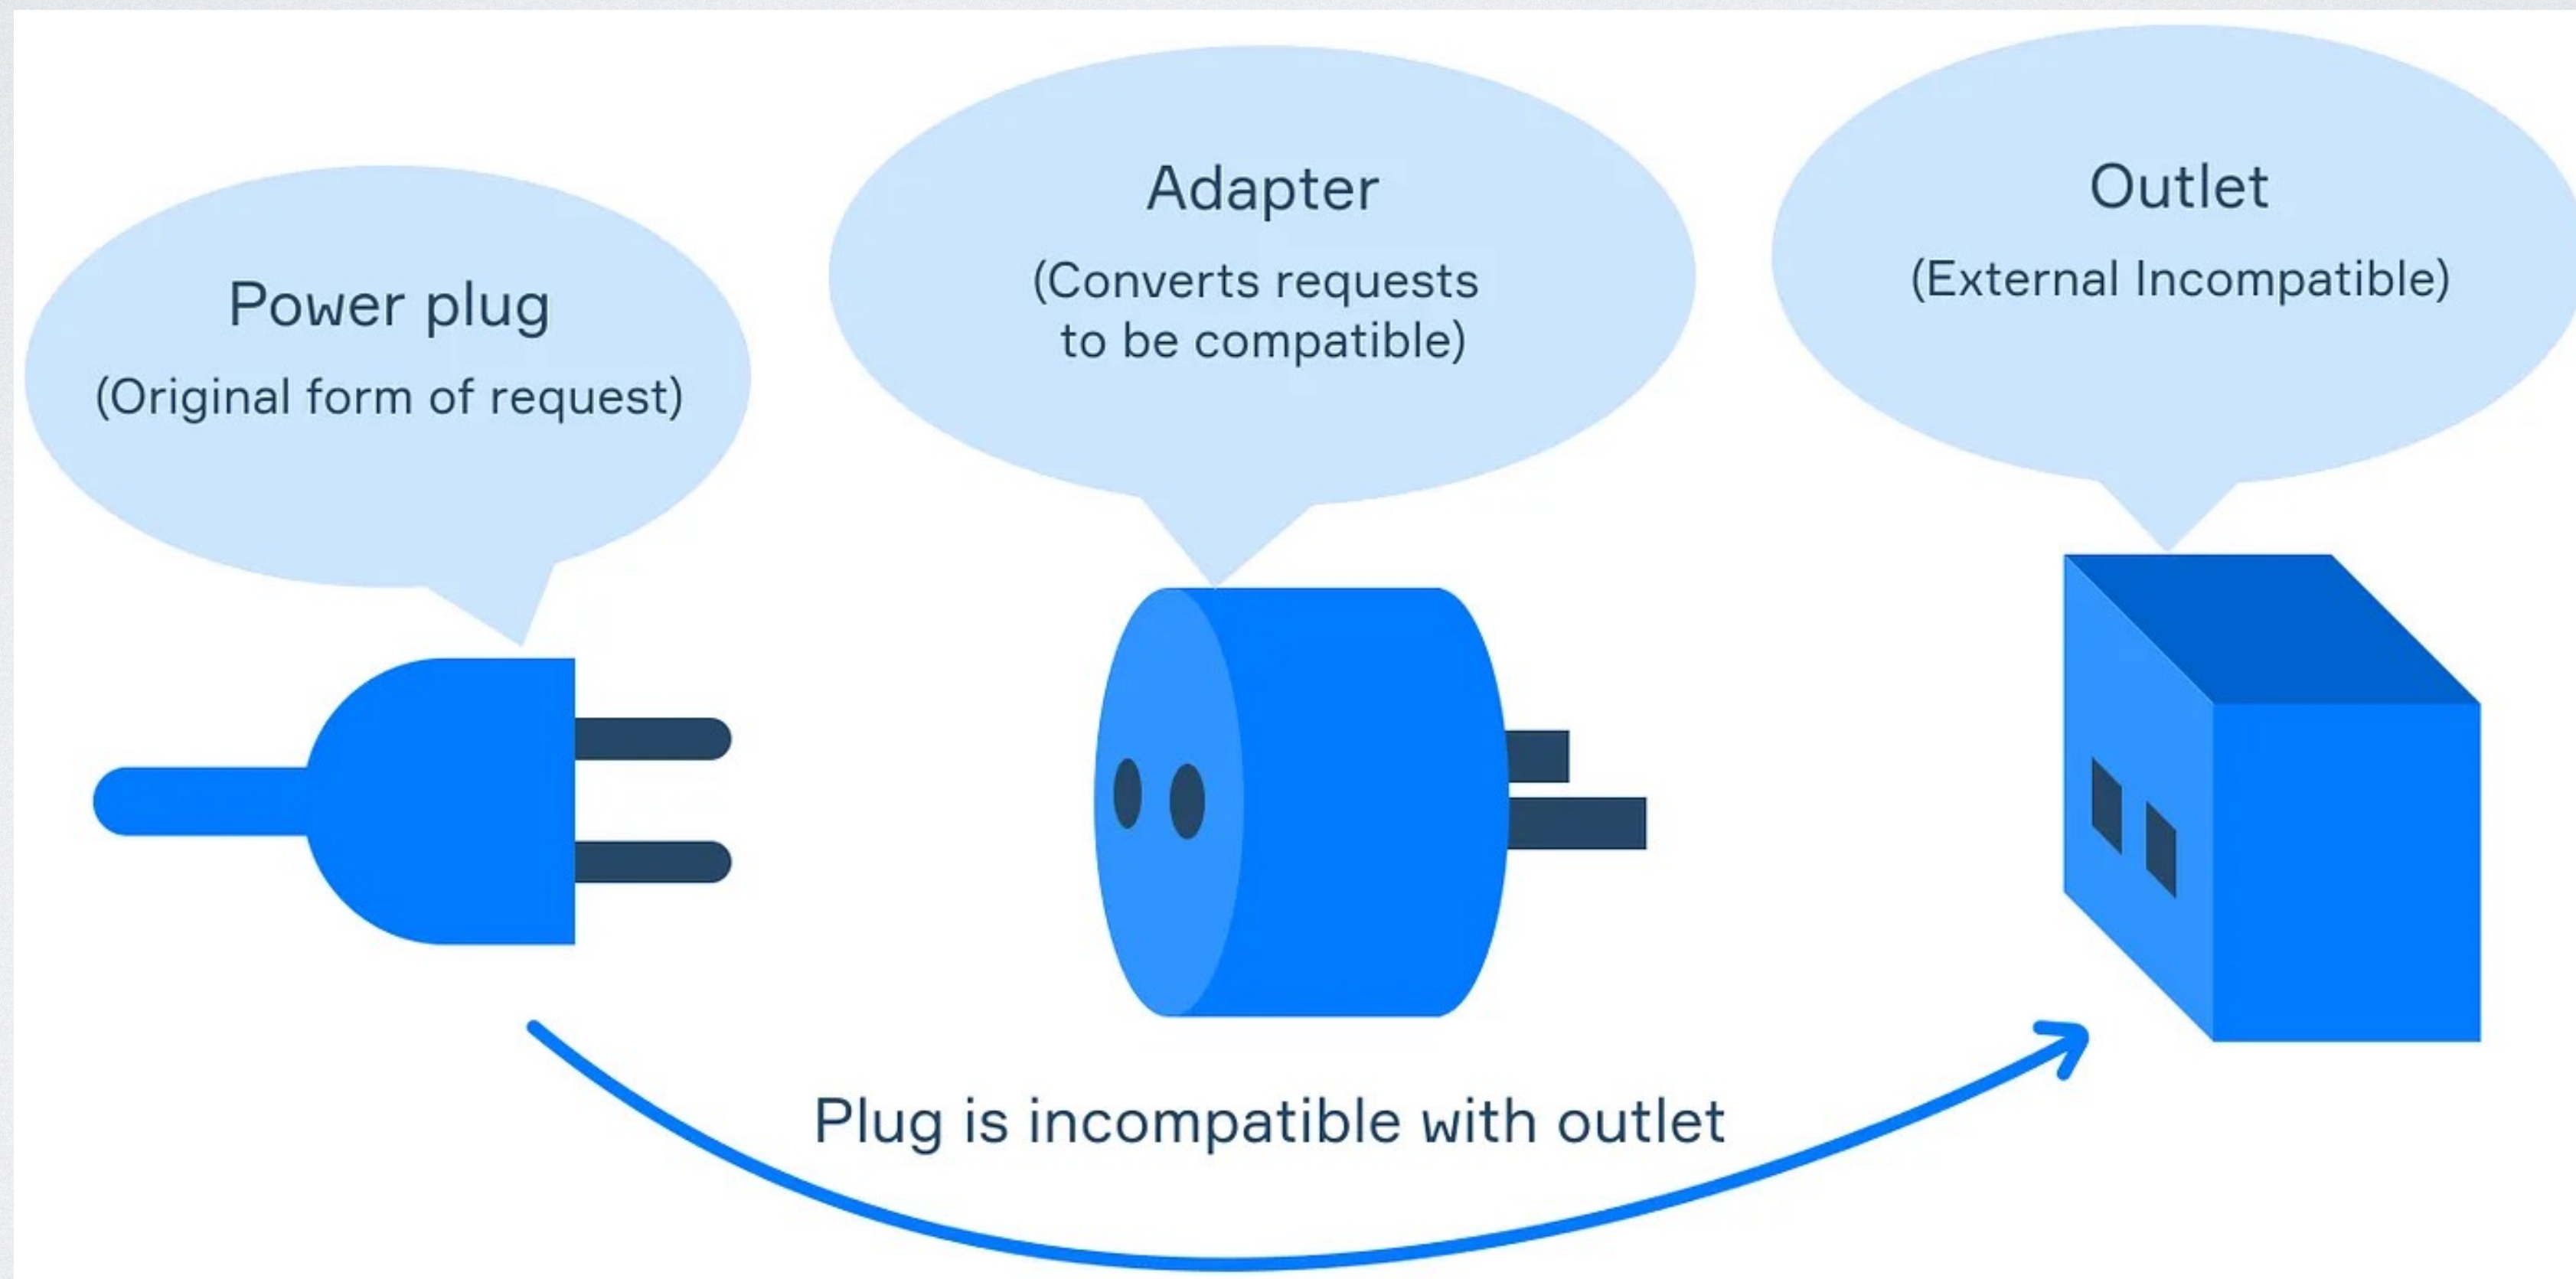 Power plug
(Original form of request)
Adapter
(Converts requests
to be compatible)
Outlet
(External Incompatible)
Plug is incompatible with outlet